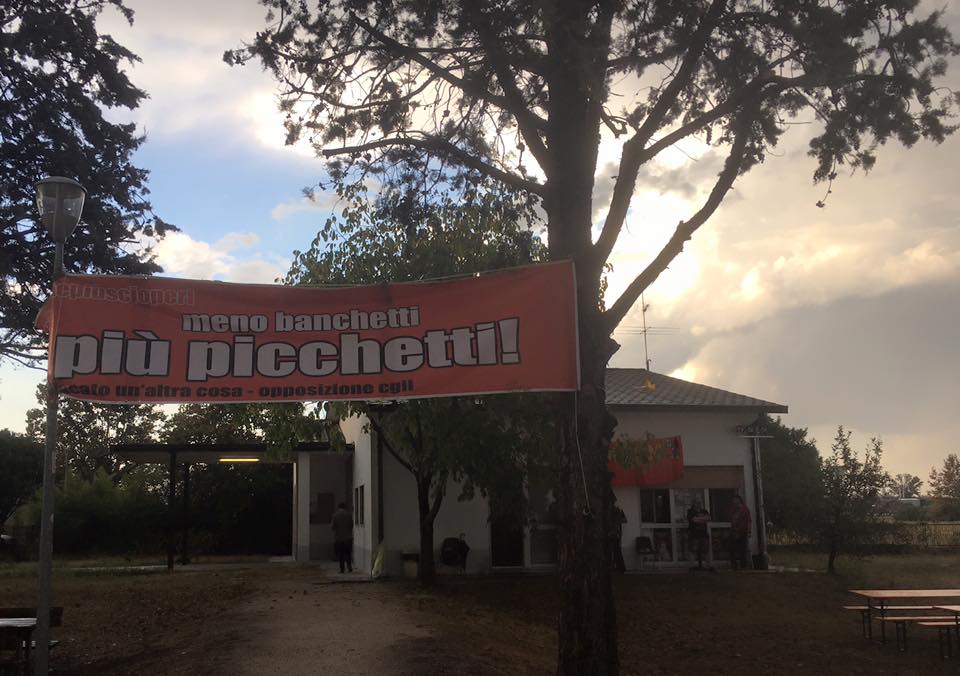 meno banchetti
più picchetti!
un'altra cosa - opposizione cgil